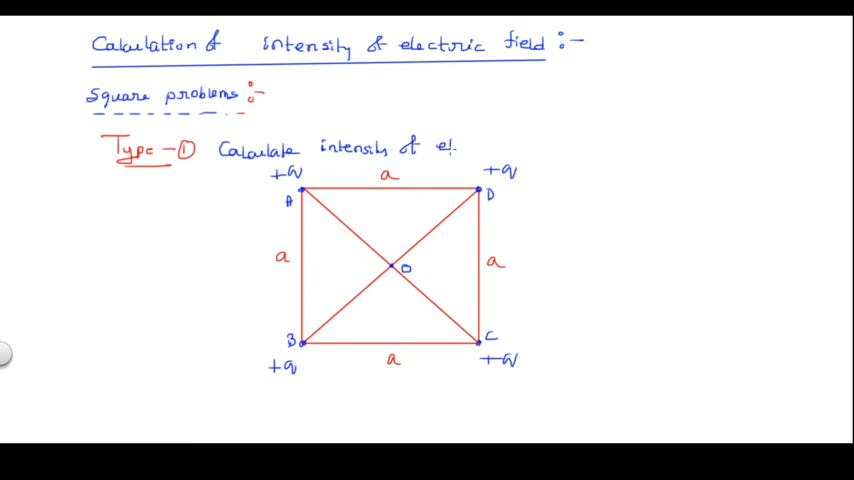 Calculation of intensity of electric field :-
Square problems :-
Type - ① Calculate intensity of el
+q a +q
A D
a O a
B C
+q a +q